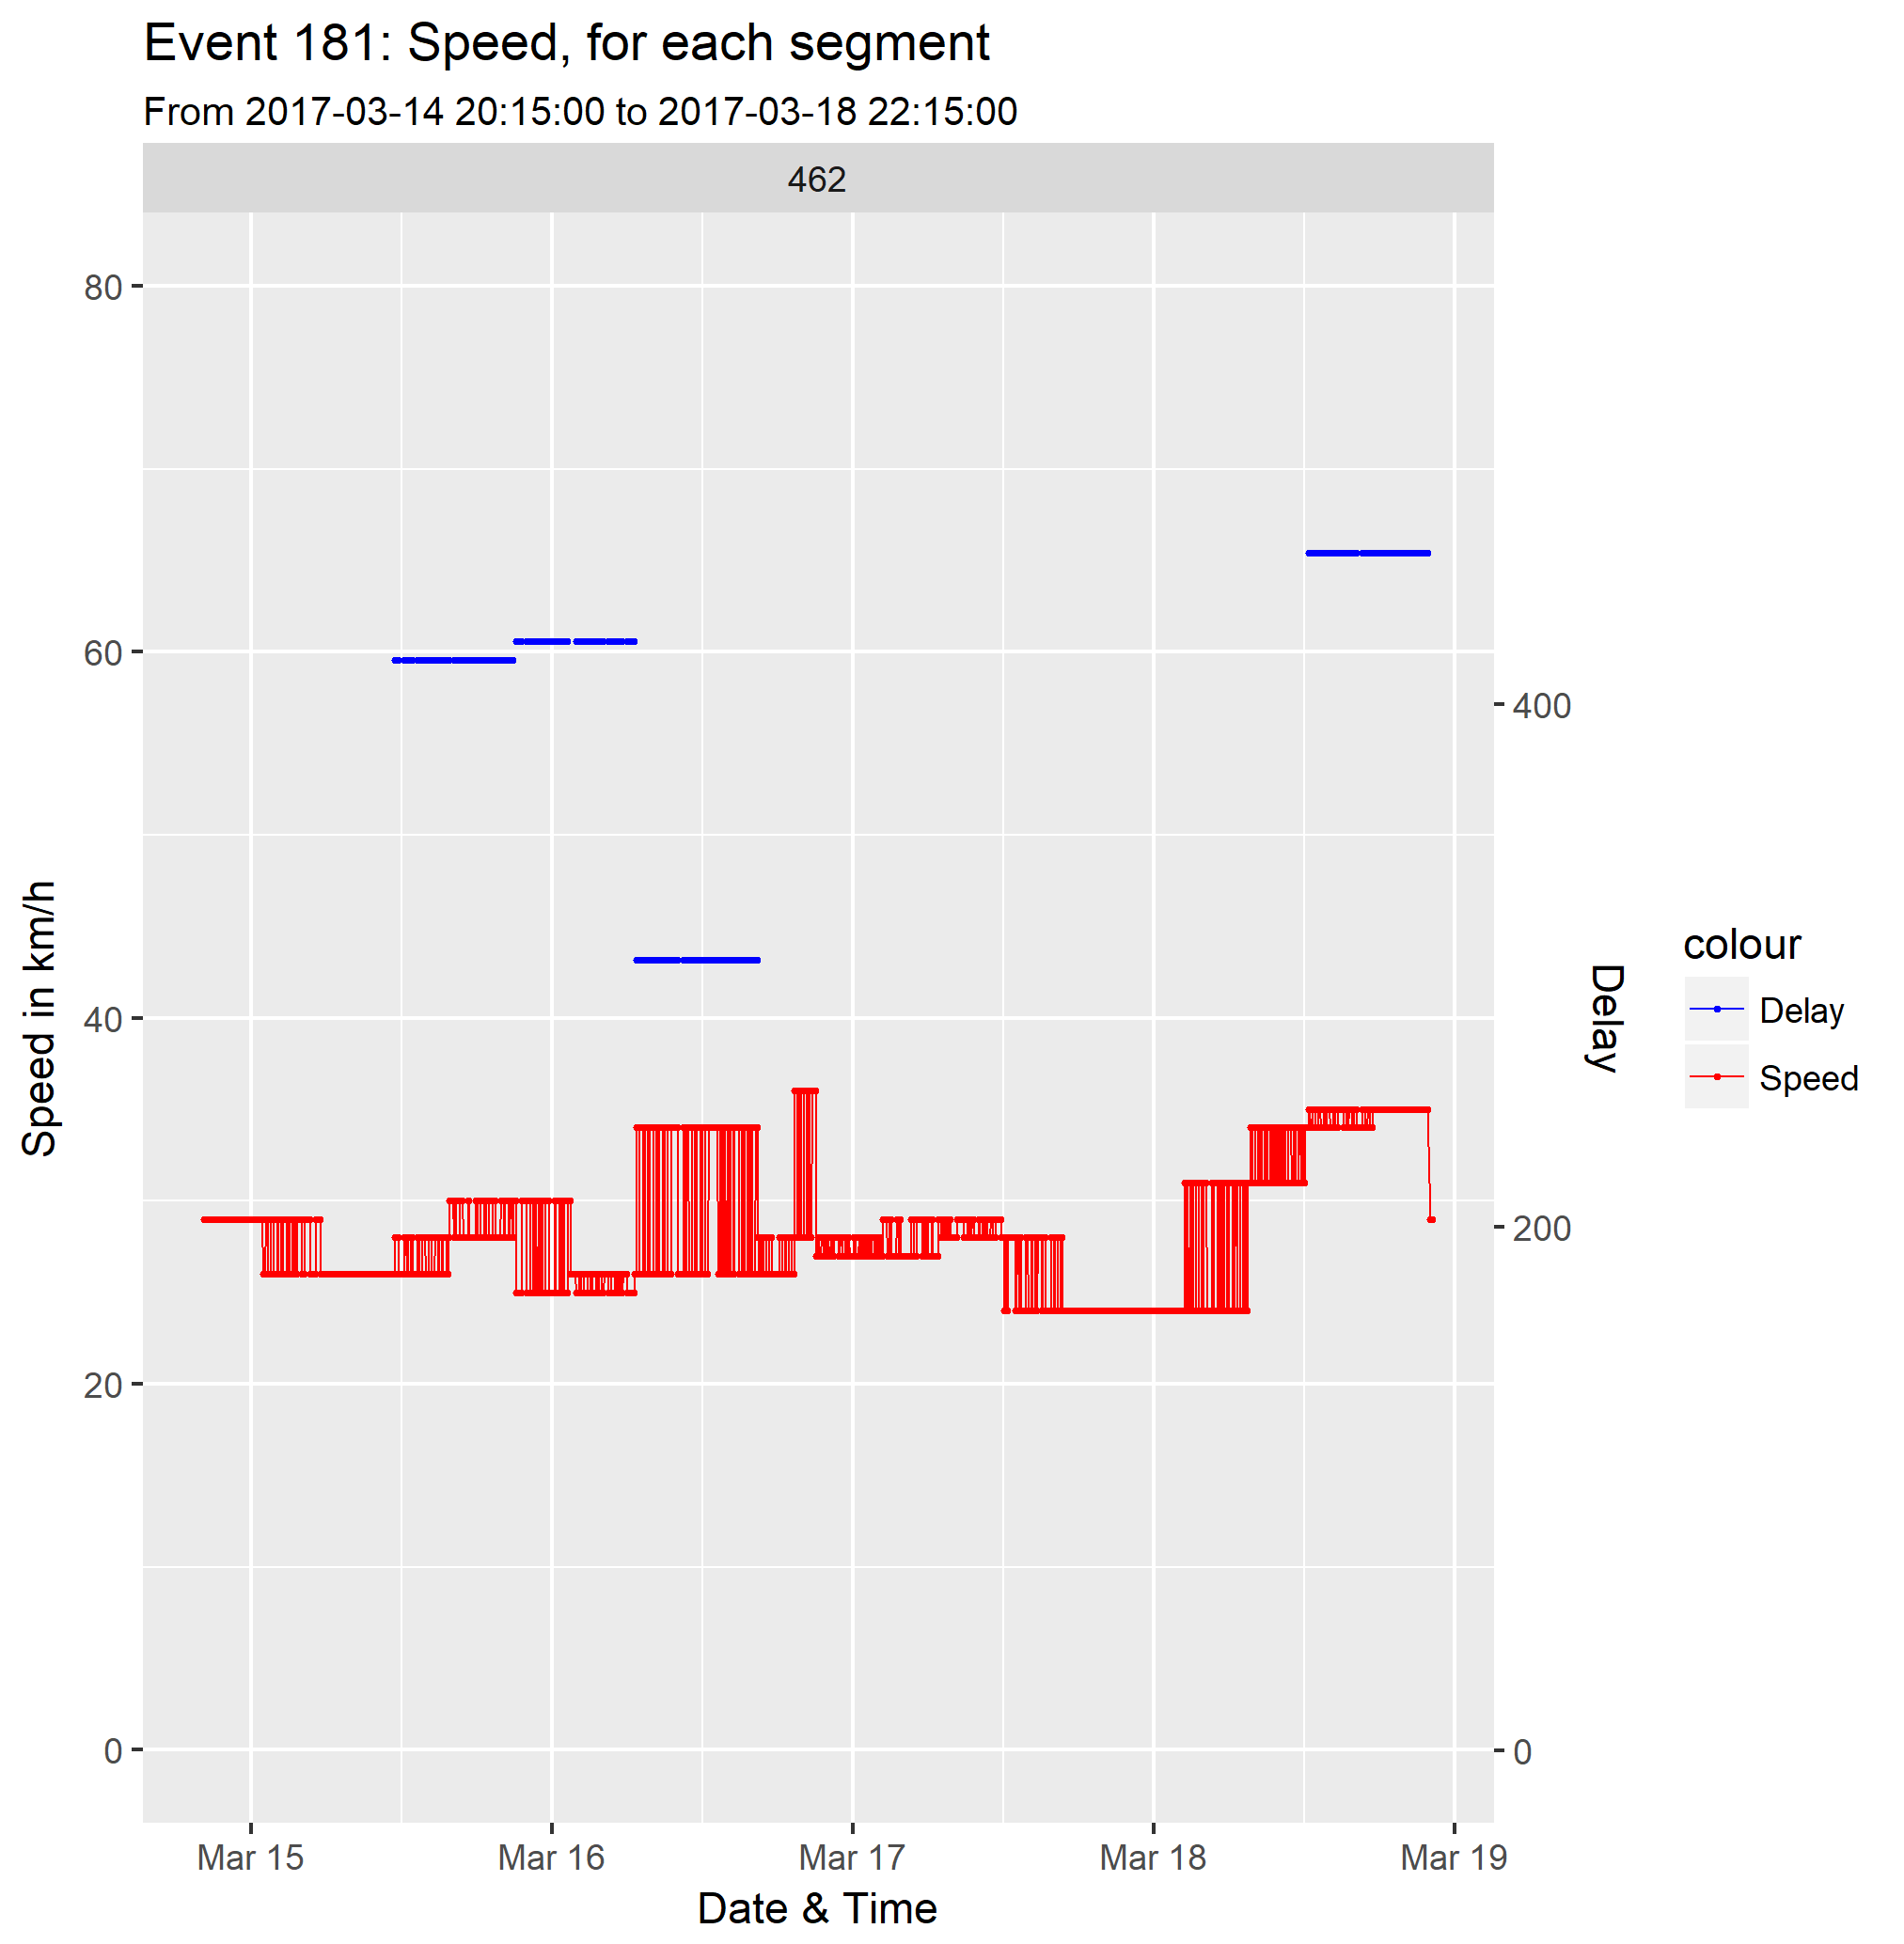 Event 181: Speed, for each segment
From 2017-03-14 20:15:00 to 2017-03-18 22:15:00
462
80
60
40
20
0
Speed in km/h
400
200
0
Delay
colour
Delay
Speed
Mar 15
Mar 16
Mar 17
Mar 18
Mar 19
Date & Time